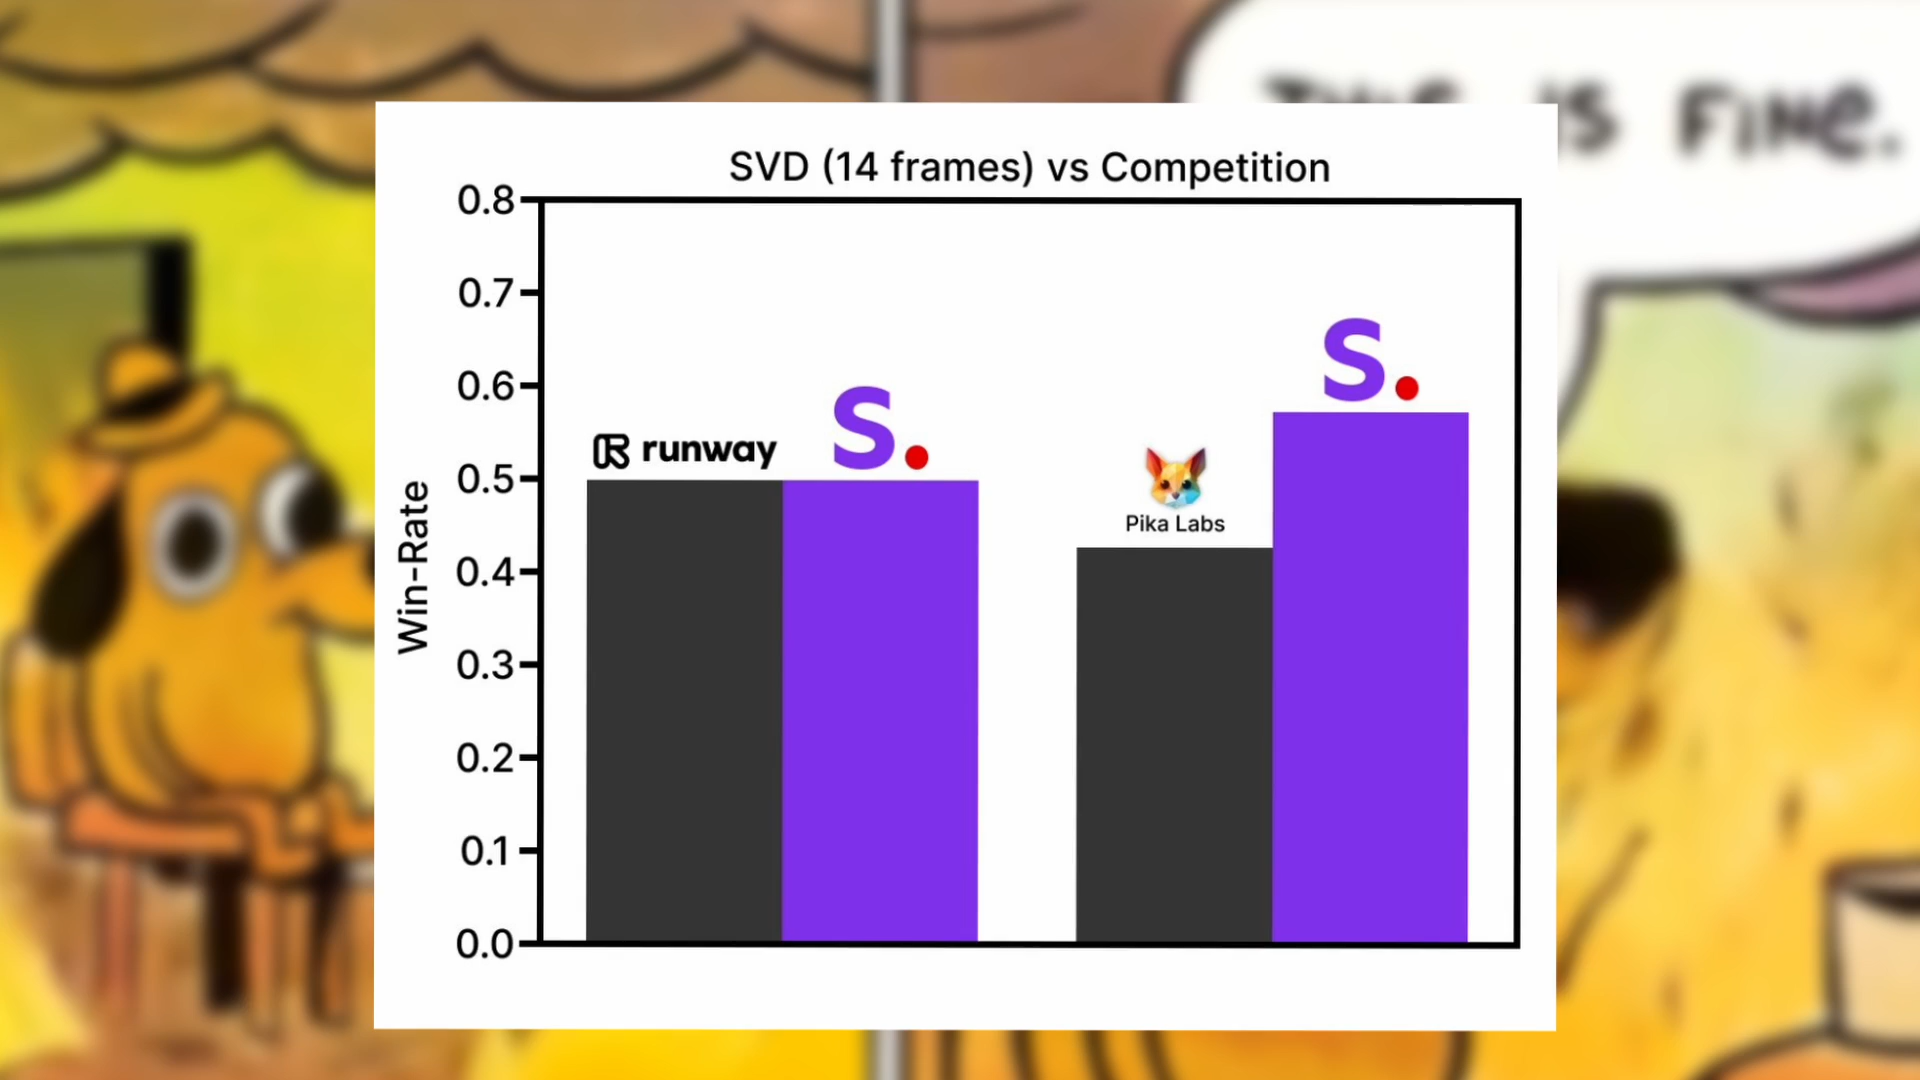 THIS IS FINE.
SVD (14 frames) vs Competition
Win-Rate
0.8
0.7
0.6
0.5
0.4
0.3
0.2
0.1
0.0
runway
S.
Pika Labs
S.